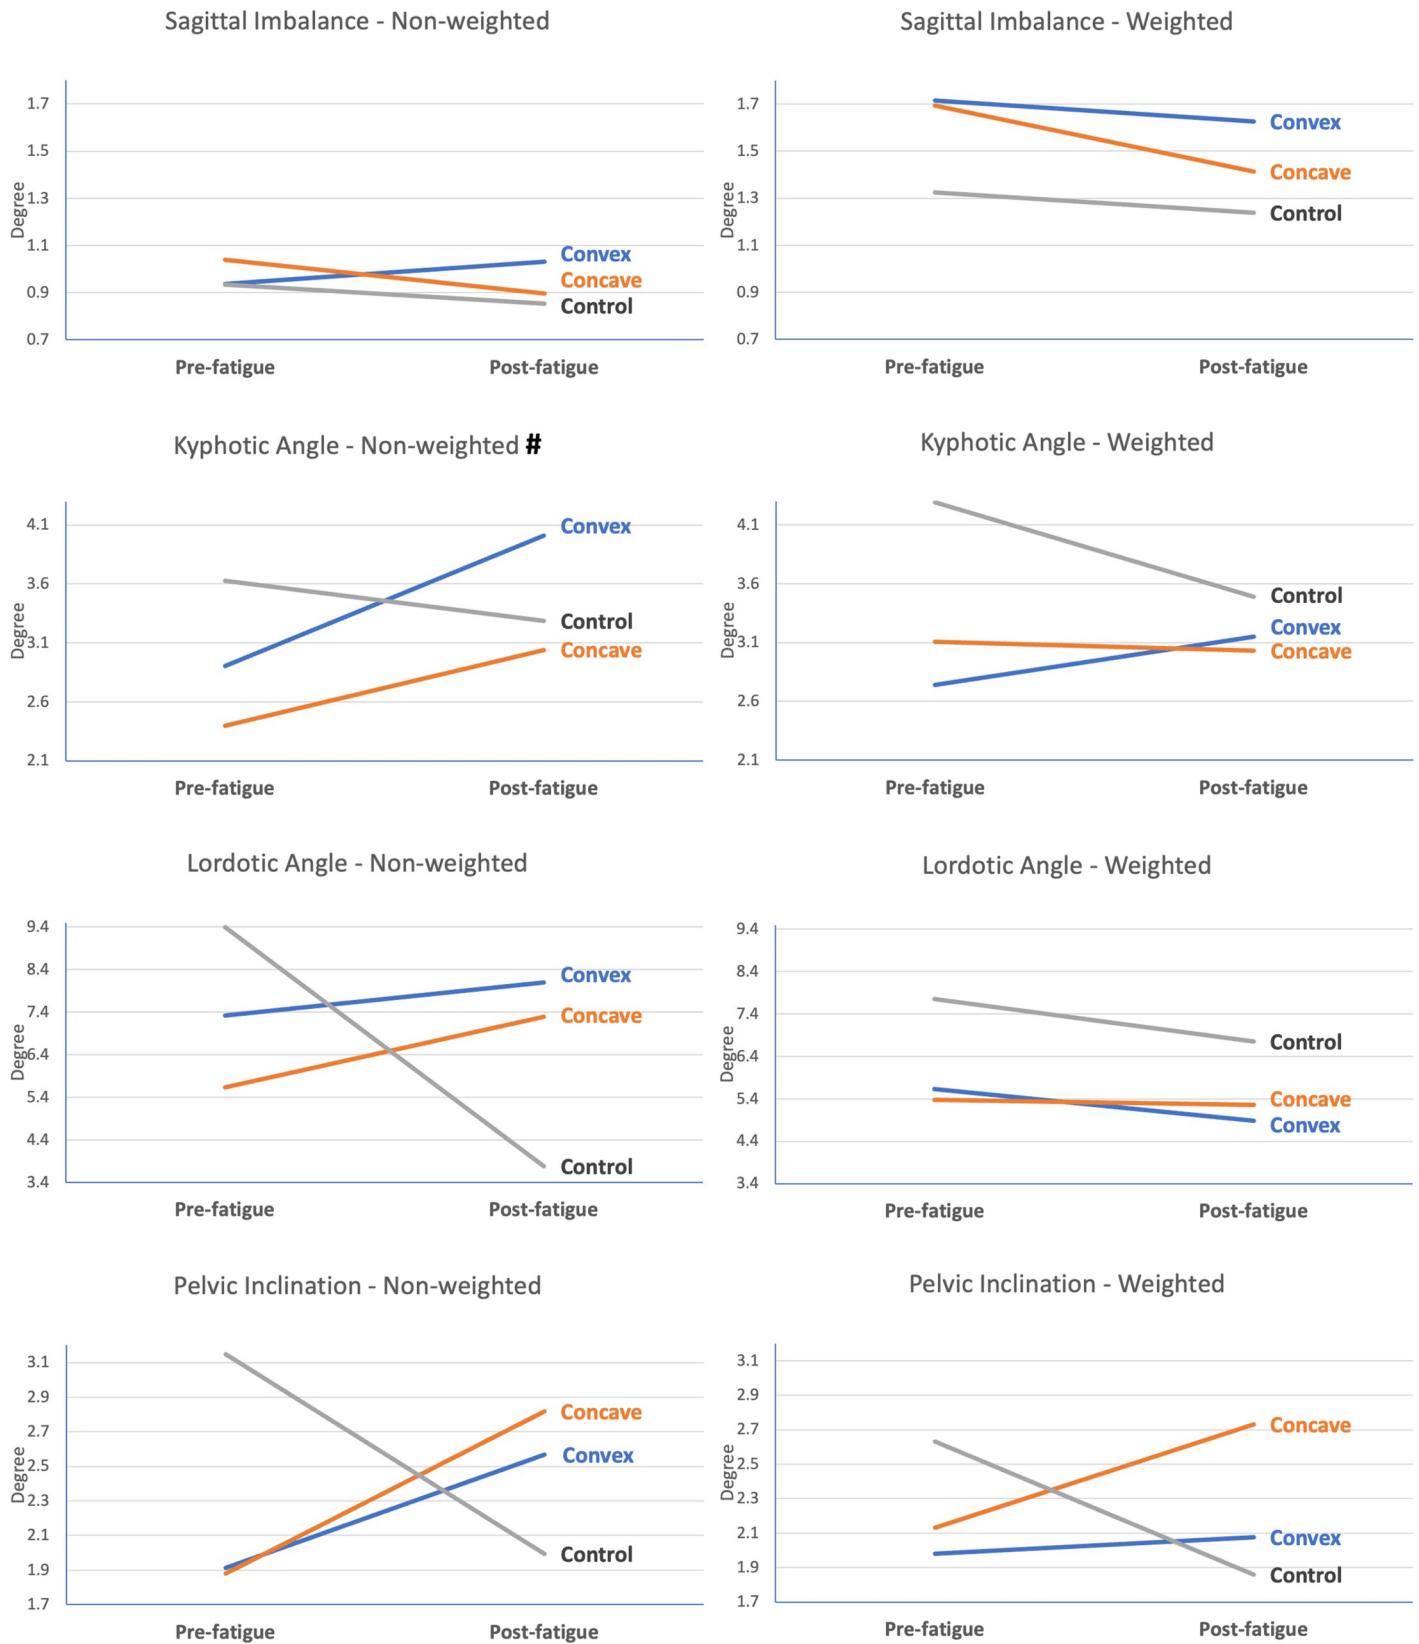 Sagittal Imbalance - Non-weighted
Degree
1.7
1.5
1.3
1.1
0.9
0.7
Convex
Concave
Control
Pre-fatigue
Post-fatigue
Sagittal Imbalance - Weighted
Degree
1.7
1.5
1.3
1.1
0.9
0.7
Convex
Concave
Control
Pre-fatigue
Post-fatigue
Kyphotic Angle - Non-weighted #
Degree
4.1
3.6
3.1
2.6
2.1
Convex
Control
Concave
Pre-fatigue
Post-fatigue
Kyphotic Angle - Weighted
Degree
4.1
3.6
3.1
2.6
2.1
Control
Convex
Concave
Pre-fatigue
Post-fatigue
Lordotic Angle - Non-weighted
Degree
9.4
8.4
7.4
6.4
5.4
4.4
3.4
Convex
Concave
Control
Pre-fatigue
Post-fatigue
Lordotic Angle - Weighted
Degree
9.4
8.4
7.4
6.4
5.4
4.4
3.4
Control
Concave
Convex
Pre-fatigue
Post-fatigue
Pelvic Inclination - Non-weighted
Degree
3.1
2.9
2.7
2.5
2.3
2.1
1.9
1.7
Concave
Convex
Control
Pre-fatigue
Post-fatigue
Pelvic Inclination - Weighted
Degree
3.1
2.9
2.7
2.5
2.3
2.1
1.9
1.7
Concave
Convex
Control
Pre-fatigue
Post-fatigue